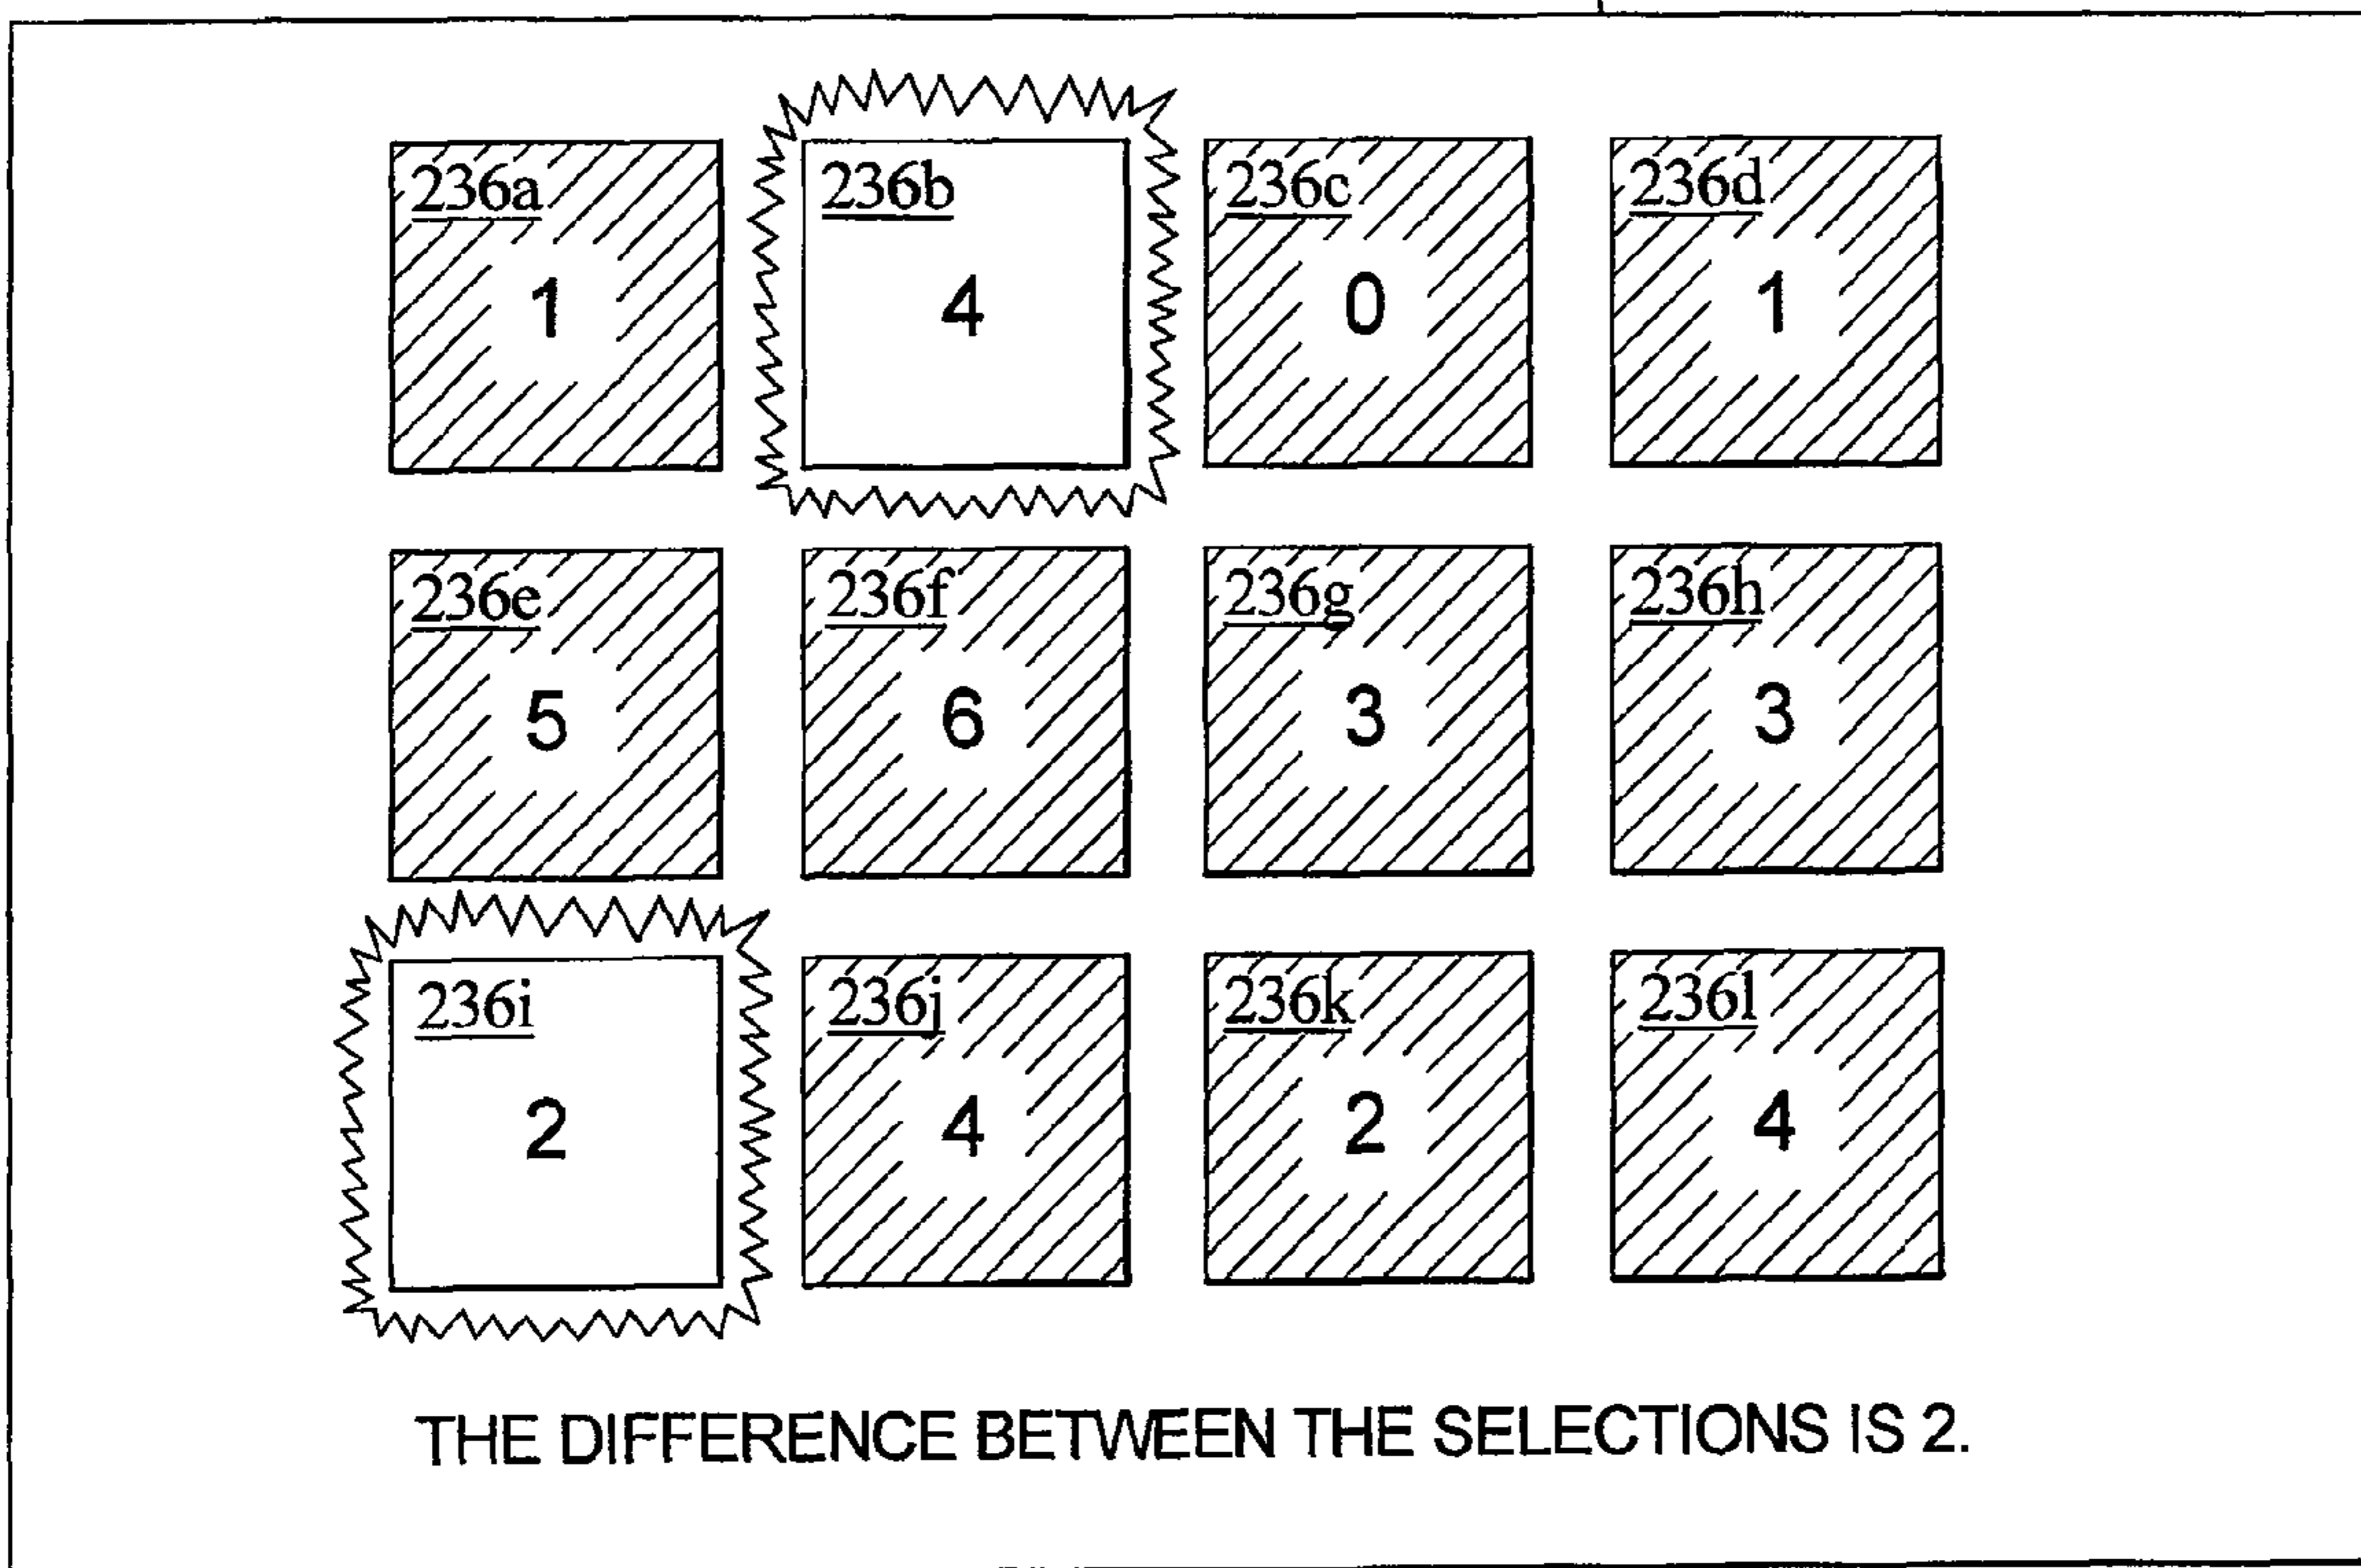 236a 236b 236c 236d
1 4 0 1
236e 236f 236g 236h
5 6 3 3
236i 236j 236k 236l
2 4 2 4
THE DIFFERENCE BETWEEN THE SELECTIONS IS 2.